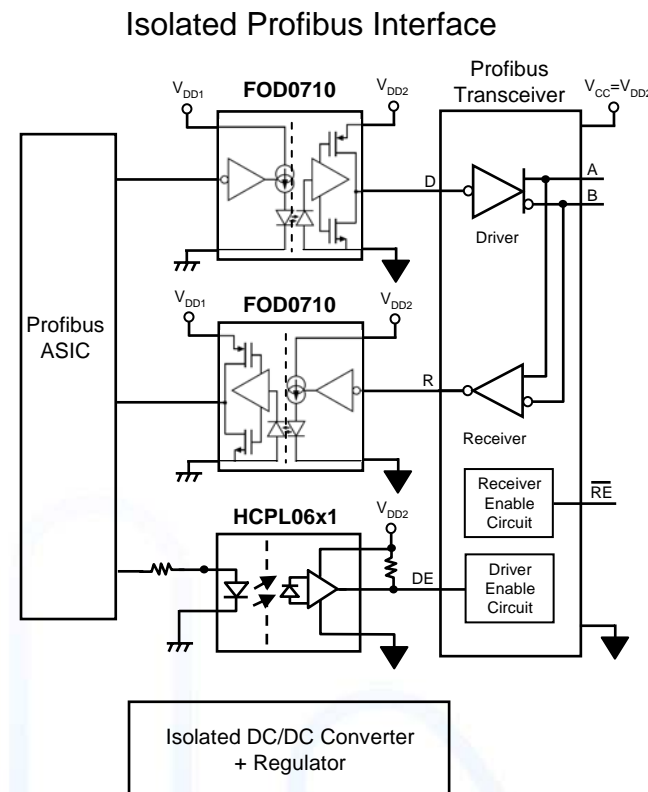 Isolated Profibus Interface
V_DD1
FOD0710
V_DD2
Profibus
Transceiver
V_CC=V_DD2
D
A
B
Driver
Profibus
ASIC
V_DD1
FOD0710
V_DD2
R
Receiver
Receiver
Enable
Circuit
R̅E̅
HCPL06x1
V_DD2
DE
Driver
Enable
Circuit
Isolated DC/DC Converter
+ Regulator